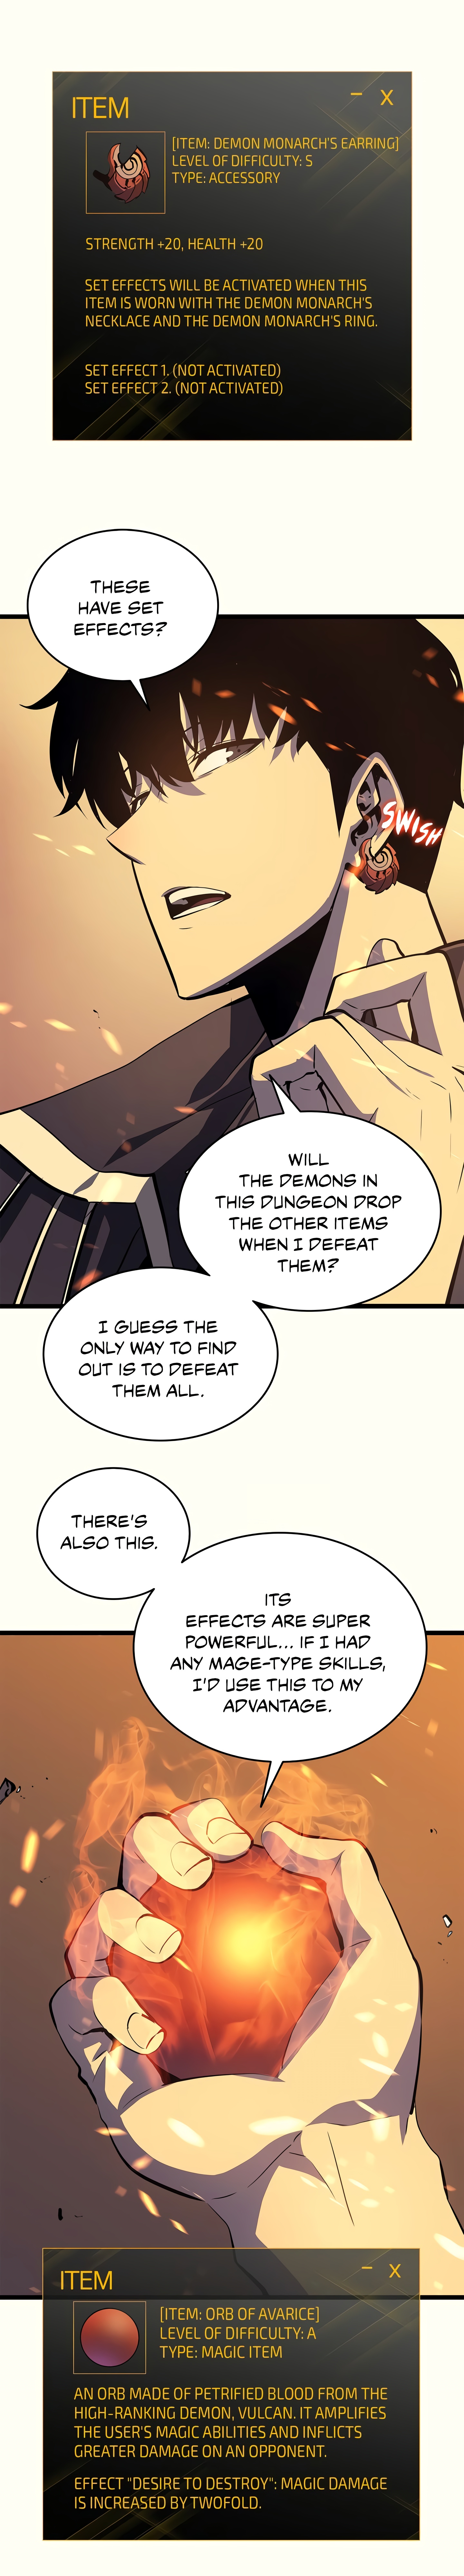 ITEM
– X
[ITEM: DEMON MONARCH'S EARRING]
LEVEL OF DIFFICULTY: S
TYPE: ACCESSORY
STRENGTH +20, HEALTH +20
SET EFFECTS WILL BE ACTIVATED WHEN THIS
ITEM IS WORN WITH THE DEMON MONARCH'S
NECKLACE AND THE DEMON MONARCH'S RING.
SET EFFECT 1. (NOT ACTIVATED)
SET EFFECT 2. (NOT ACTIVATED)
THESE
HAVE SET
EFFECTS?
SWISH
WILL
THE DEMONS IN
THIS DUNGEON DROP
THE OTHER ITEMS
WHEN I DEFEAT
THEM?
I GUESS THE
ONLY WAY TO FIND
OUT IS TO DEFEAT
THEM ALL.
THERE'S
ALSO THIS.
ITS
EFFECTS ARE SUPER
POWERFUL... IF I HAD
ANY MAGE-TYPE SKILLS,
I'D USE THIS TO MY
ADVANTAGE.
ITEM
– X
[ITEM: ORB OF AVARICE]
LEVEL OF DIFFICULTY: A
TYPE: MAGIC ITEM
AN ORB MADE OF PETRIFIED BLOOD FROM THE
HIGH-RANKING DEMON, VULCAN. IT AMPLIFIES
THE USER'S MAGIC ABILITIES AND INFLICTS
GREATER DAMAGE ON AN OPPONENT.
EFFECT "DESIRE TO DESTROY": MAGIC DAMAGE
IS INCREASED BY TWOFOLD.